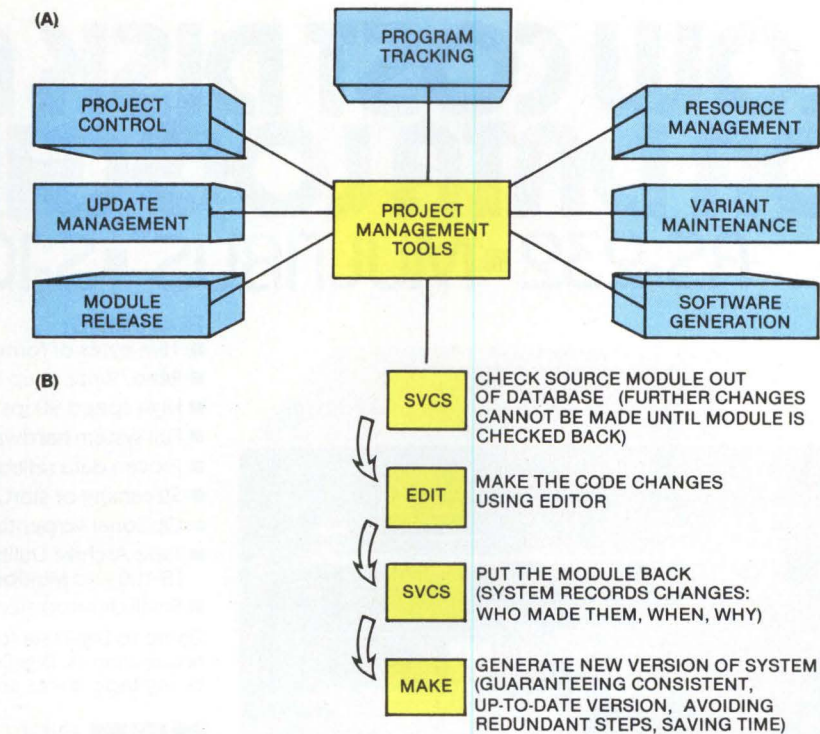 (A)
PROGRAM
TRACKING
PROJECT
CONTROL
RESOURCE
MANAGEMENT
UPDATE
MANAGEMENT
PROJECT
MANAGEMENT
TOOLS
VARIANT
MAINTENANCE
MODULE
RELEASE
SOFTWARE
GENERATION
(B)
SVCS
CHECK SOURCE MODULE OUT
OF DATABASE (FURTHER CHANGES
CANNOT BE MADE UNTIL MODULE IS
CHECKED BACK)
EDIT
MAKE THE CODE CHANGES
USING EDITOR
SVCS
PUT THE MODULE BACK
(SYSTEM RECORDS CHANGES:
WHO MADE THEM, WHEN, WHY)
MAKE
GENERATE NEW VERSION OF SYSTEM
(GUARANTEEING CONSISTENT,
UP-TO-DATE VERSION, AVOIDING
REDUNDANT STEPS, SAVING TIME)